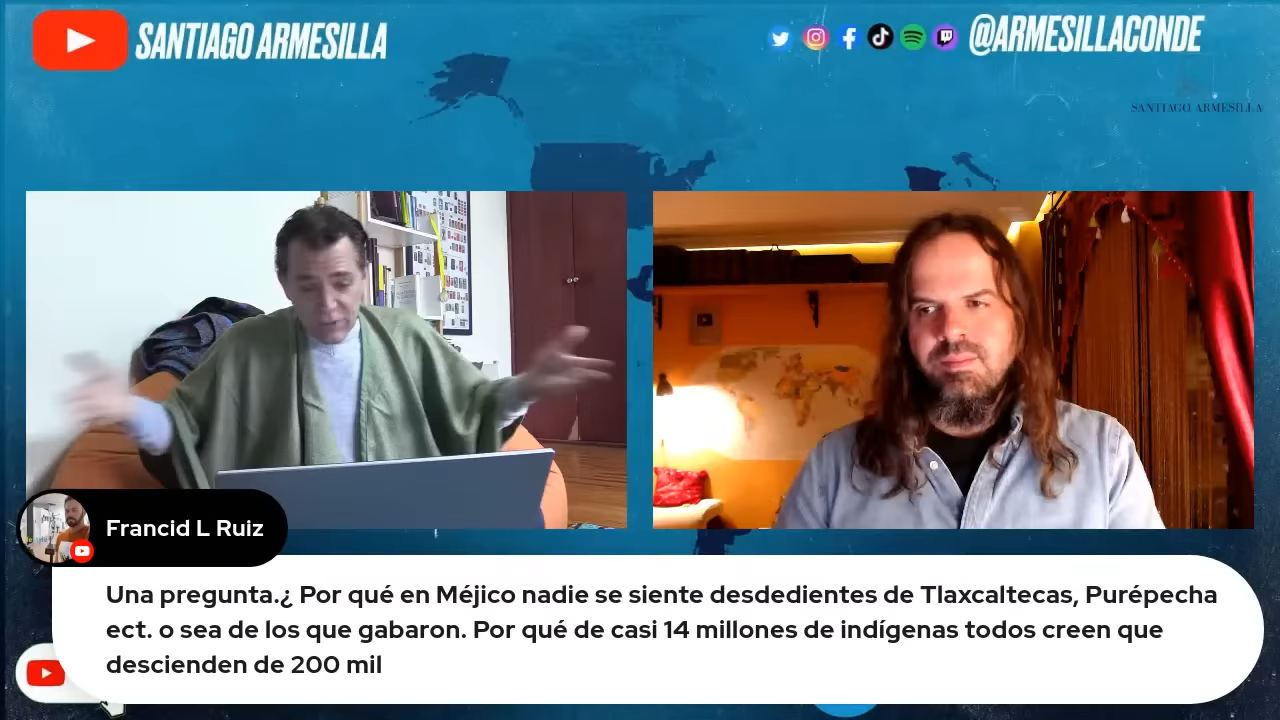 SANTIAGO ARMESILLA
@ARMESILLACONDE
SANTIAGO ARMESILLA
Francid L Ruiz
Una pregunta.¿ Por qué en Méjico nadie se siente desdedientes de Tlaxcaltecas, Purépecha
ect. o sea de los que gabaron. Por qué de casi 14 millones de indígenas todos creen que
descienden de 200 mil